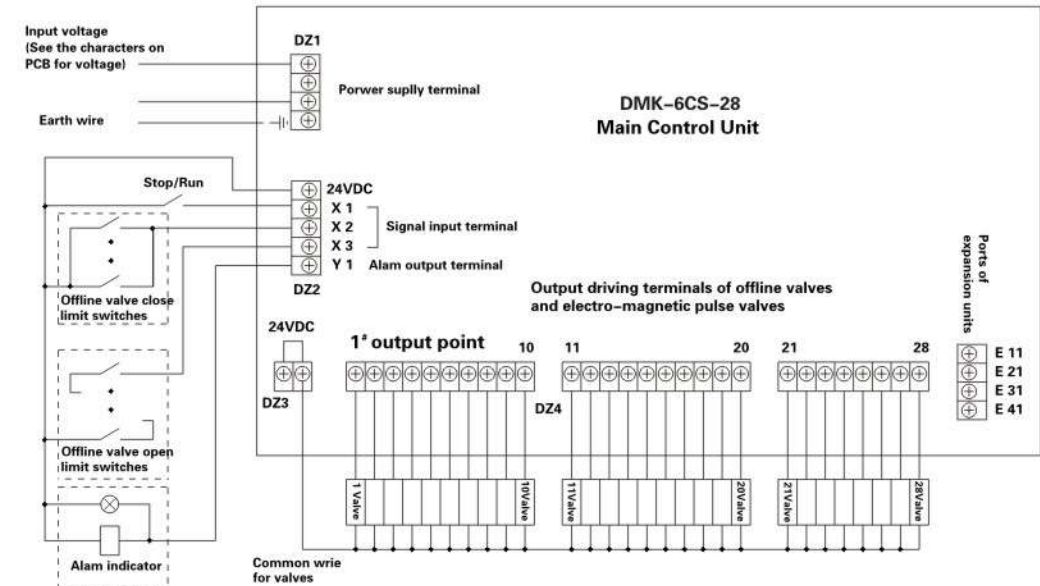 Input voltage
(See the characters on
PCB for voltage)
Earth wire
DZ1
Porwer suplly terminal
DMK-6CS-28
Main Control Unit
Stop/Run
24VDC
X 1
X 2
X 3
Y 1
Signal input terminal
Alam output terminal
DZ2
Offline valve close
limit switches
Offline valve open
limit switches
Alam indicator
24VDC
DZ3
1# output point
10
11
20
21
28
DZ4
Output driving terminals of offline valves
and electro-magnetic pulse valves
Ports of
expansion units
E 11
E 21
E 31
E 41
1 Valve
10Valve
11Valve
20Valve
21Valve
28Valve
Common wrie
for valves